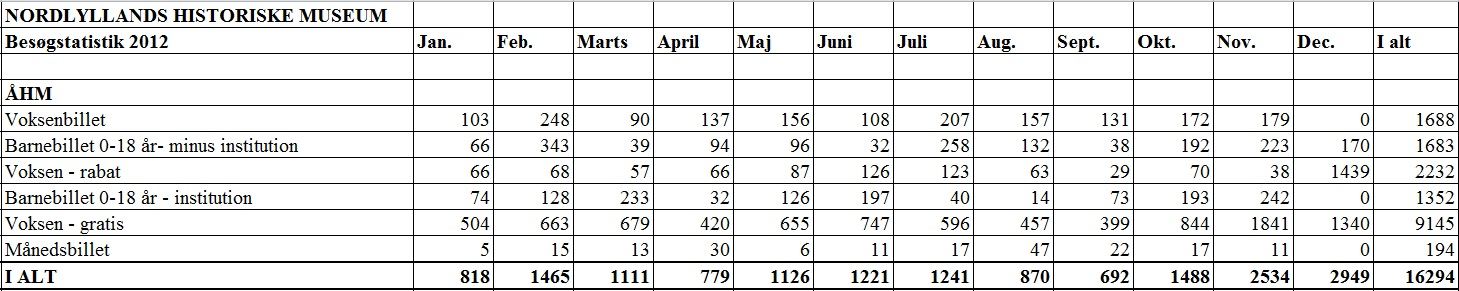 NORDLYLLANDS HISTORISKE MUSEUM
Besøgstatistik 2012 Jan. Feb. Marts April Maj Juni Juli Aug. Sept. Okt. Nov. Dec. I alt
ÅHM
Voksenbillet 103 248 90 137 156 108 207 157 131 172 179 0 1688
Barnebillet 0-18 år- minus institution 66 343 39 94 96 32 258 132 38 192 223 170 1683
Voksen - rabat 66 68 57 66 87 126 123 63 29 70 38 1439 2232
Barnebillet 0-18 år - institution 74 128 233 32 126 197 40 14 73 193 242 0 1352
Voksen - gratis 504 663 679 420 655 747 596 457 399 844 1841 1340 9145
Månedsbillet 5 15 13 30 6 11 17 47 22 17 11 0 194
I ALT 818 1465 1111 779 1126 1221 1241 870 692 1488 2534 2949 16294